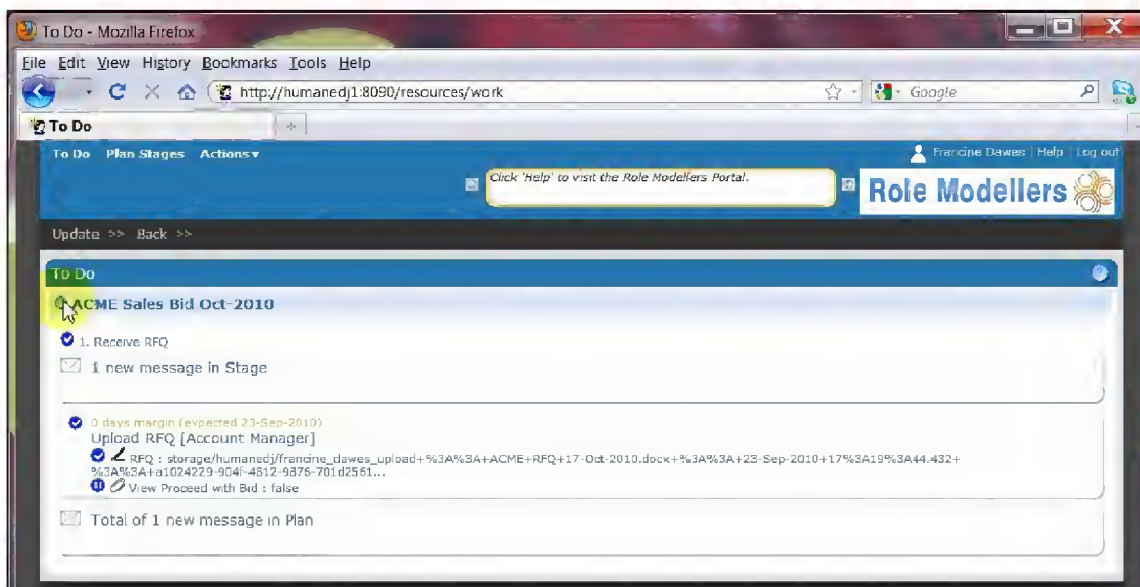 To Do - Mozilla Firefox
File Edit View History Bookmarks Tools Help
http://humanedj1:8090/resources/work
Google
To Do
To Do Plan Stages Actions▾
Francine Dawes | Help | Log out
Click 'Help' to visit the Role Modellers Portal.
Role Modellers
Update >> Back >>
To Do
ACME Sales Bid Oct-2010
1. Receive RFQ
1 new message in Stage
0 days margin (expected 23-Sep-2010)
Upload RFQ [Account Manager]
RFQ : storage/humanedj/francine_dawes_upload+%3A%3A+ACME+RFQ+17-Oct-2010.docx+%3A%3A+23-Sep-2010+17%3A19%3A44.432+
%3A%3A+a1024229-904f-4812-9876-701d2561...
View Proceed with Bid : false
Total of 1 new message in Plan